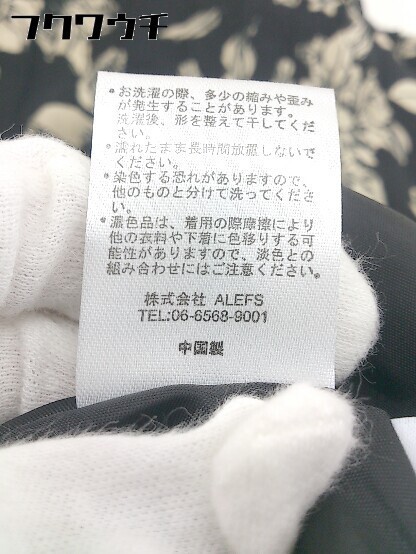 フクワウチ
・お洗濯の際、多少の縮みや歪み
が発生することがあります。
洗濯後、形を整えて干してくださ
い。
・濡れたまま長時間放置しないで
ください。
・染色する恐れがありますので、
他のものと分けて洗ってください。
・濃色品は、着用の際摩擦により
他の衣料や下着に色移りする可
能性がありますので、淡色との
組み合わせにはご注意ください。
株式会社 ALEFS
TEL:06-6568-9001
中国製